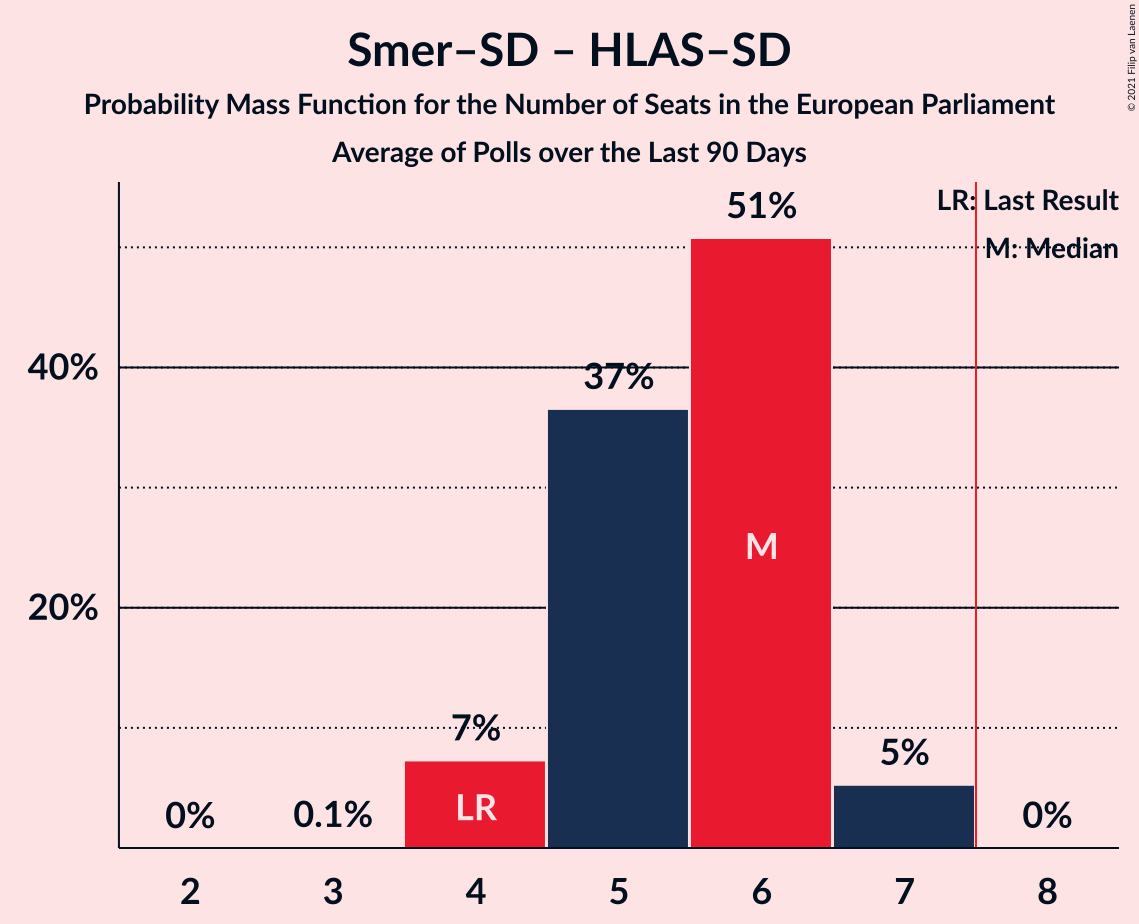 Smer–SD – HLAS–SD
Probability Mass Function for the Number of Seats in the European Parliament
Average of Polls over the Last 90 Days
© 2021 Filip van Laenen
LR: Last Result
M: Median
51%
40%
37%
M
20%
7%
5%
LR
0%
0.1%
0%
2 3 4 5 6 7 8